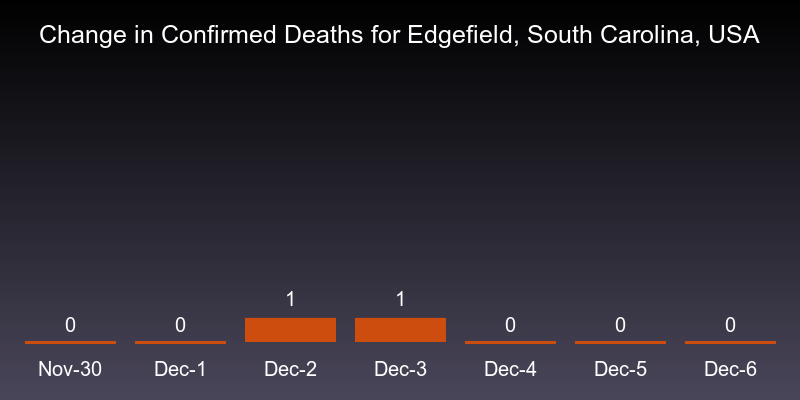 Change in Confirmed Deaths for Edgefield, South Carolina, USA
0 0 1 1 0 0 0
Nov-30 Dec-1 Dec-2 Dec-3 Dec-4 Dec-5 Dec-6